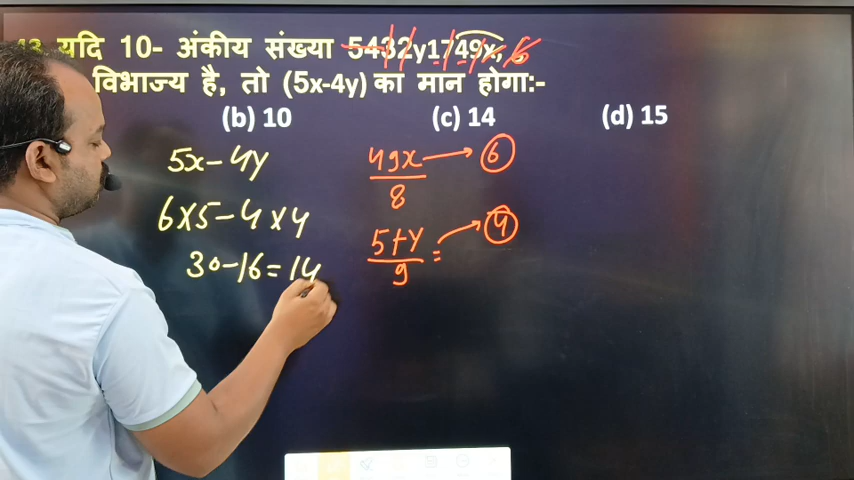 43. यदि 10- अंकीय संख्या 5432y1749x,
विभाज्य है, तो (5x-4y) का मान होगा:-
(b) 10 (c) 14 (d) 15
5x-4y
6x5-4x4
30-16=14
49x → 6
8
5+y = → 4
9